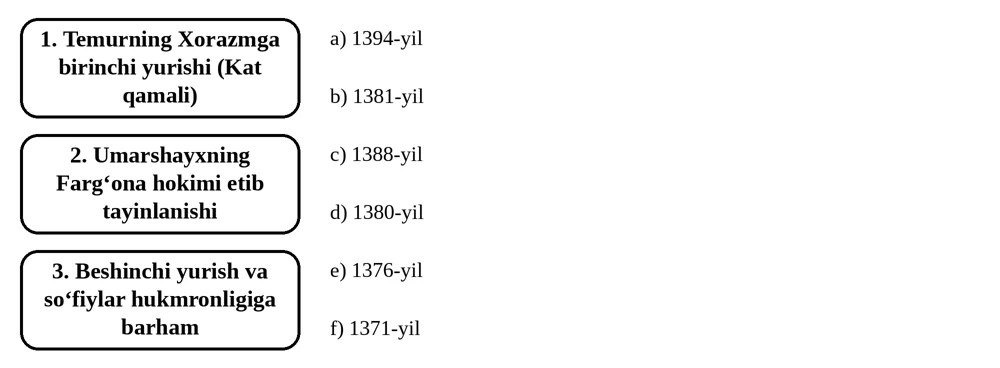 1. Temurning Xorazmga
birinchi yurishi (Kat
qamali)
2. Umarshayxning
Farg‘ona hokimi etib
tayinlanishi
3. Beshinchi yurish va
so‘fiylar hukmronligiga
barham
a) 1394-yil
b) 1381-yil
c) 1388-yil
d) 1380-yil
e) 1376-yil
f) 1371-yil